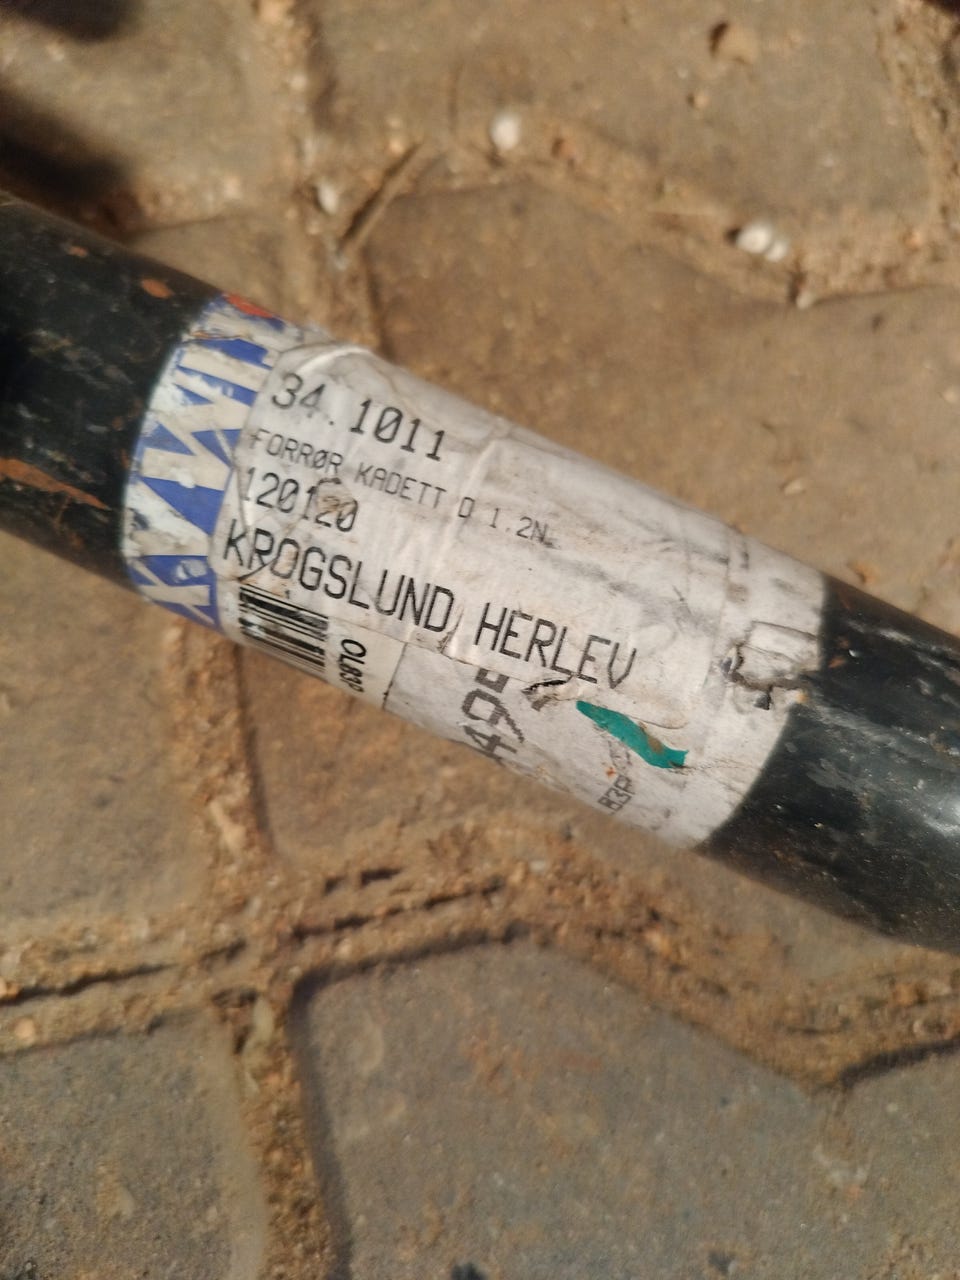 34.1011
FORRØR KADETT D 1.2N.
120120
KROGSLUND HERLEV